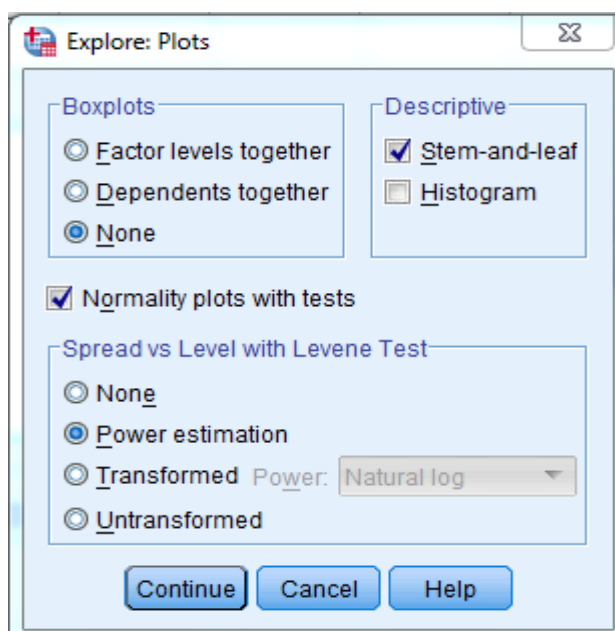 Explore: Plots
Boxplots
Factor levels together
Dependents together
None
Descriptive
Stem-and-leaf
Histogram
Normality plots with tests
Spread vs Level with Levene Test
None
Power estimation
Transformed Power: Natural log
Untransformed
Continue Cancel Help